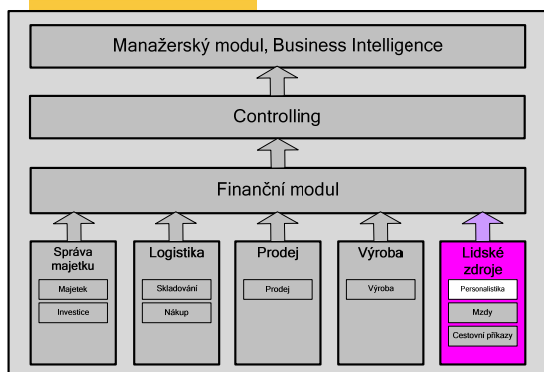 Manažerský modul, Business Intelligence
Controlling
Finanční modul
Správa
majetku
Majetek
Investice
Logistika
Skladování
Nákup
Prodej
Prodej
Výroba
Výroba
Lidské
zdroje
Personalistika
Mzdy
Cestovní příkazy